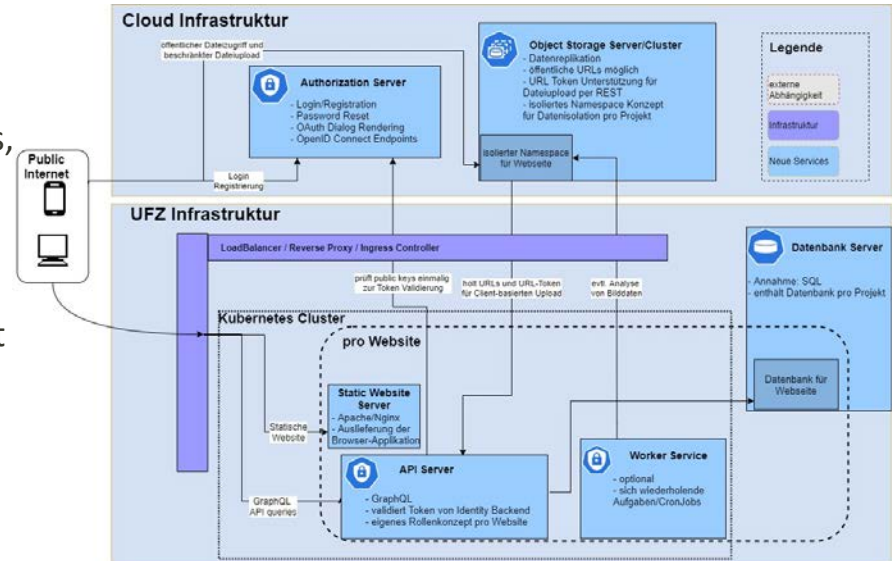 Cloud Infrastruktur
öffentlicher Dateizugriff und
beschränkter Dateiupload
Authorization Server
- Login/Registration
- Password Reset
- OAuth Dialog Rendering
- OpenID Connect Endpoints
Object Storage Server/Cluster
- Datenreplikation
- öffentliche URLs möglich
- URL Token Unterstützung für
Dateiupload per REST
- isoliertes Namespace Konzept
für Datenisolation pro Projekt
isolierter Namespace
für Webseite
Legende
externe
Abhängigkeit
Infrastruktur
Neue Services
s,
Public
Internet
Login
Registrierung
t
UFZ Infrastruktur
LoadBalancer / Reverse Proxy / Ingress Controller
prüft public keys einmalig
zur Token Validierung
holt URLs und URL-Token
für Client-basierten Upload
evtl. Analyse
von Bilddaten
Datenbank Server
- Annahme: SQL
- enthält Datenbank pro Projekt
Datenbank für
Webseite
Kubernetes Cluster
pro Website
Static Website
Server
- Apache/Nginx
- Auslieferung der
Browser-Applikation
Statische
Website
API Server
- GraphQL
- validiert Token von Identity Backend
- eigenes Rollenkonzept pro Website
GraphQL
API queries
Worker Service
- optional
- sich wiederholende
Aufgaben/CronJobs